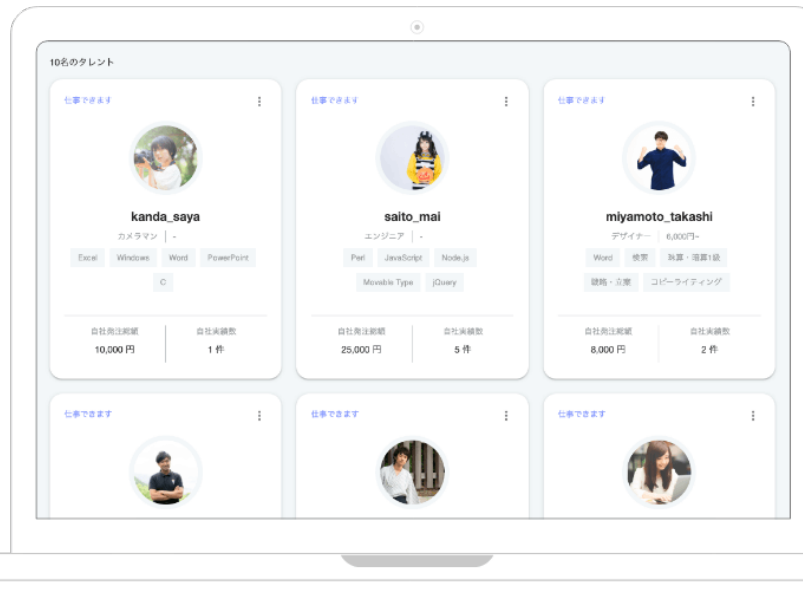 10名のタレント
仕事できます
kanda_saya
カメラマン | -
Excel Windows Word PowerPoint
C
自社発注総額 自社実績数
10,000 円 1 件
仕事できます
saito_mai
エンジニア | -
Perl JavaScript Node.js
Movable Type jQuery
自社発注総額 自社実績数
25,000 円 5 件
仕事できます
miyamoto_takashi
デザイナー | 6,000円~
Word 検索 珠算・暗算1級
戦略・立案 コピーライティング
自社発注総額 自社実績数
8,000 円 2 件
仕事できます
仕事できます
仕事できます